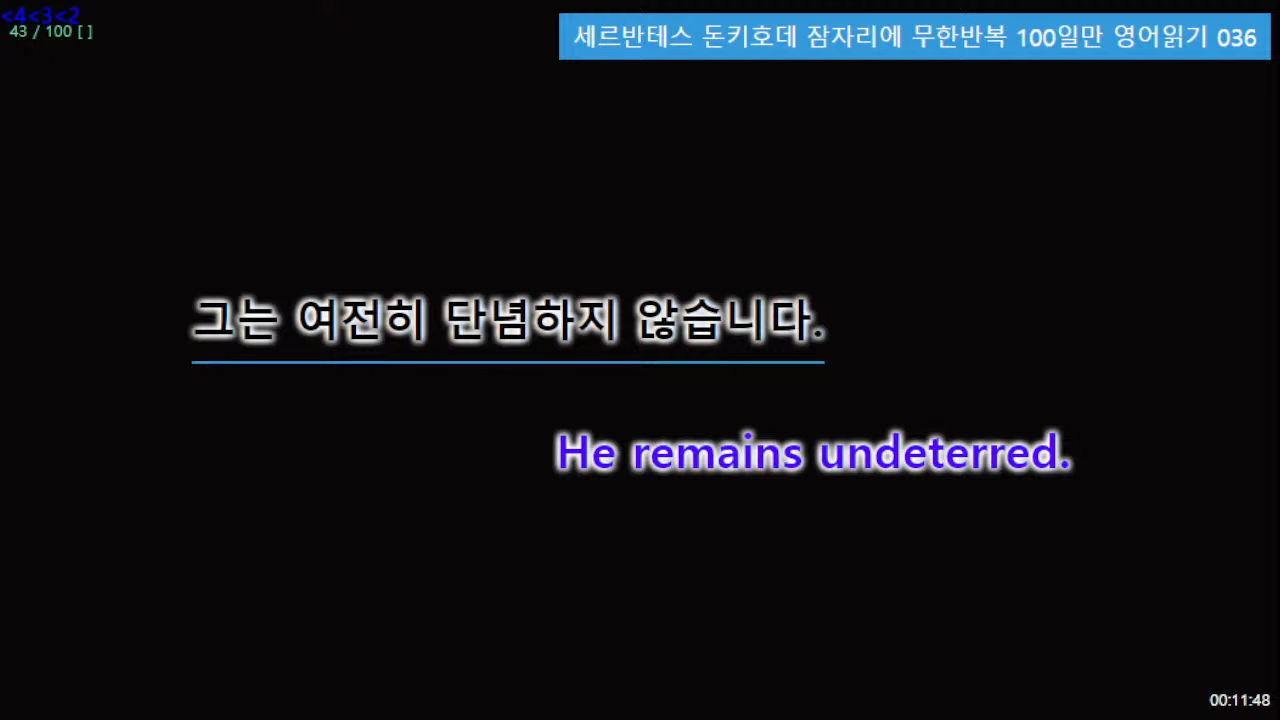 <4<3<2
43 / 100 [ ]
세르반테스 돈키호데 잠자리에 무한반복 100일만 영어읽기 036
그는 여전히 단념하지 않습니다.
He remains undeterred.
00:11:48